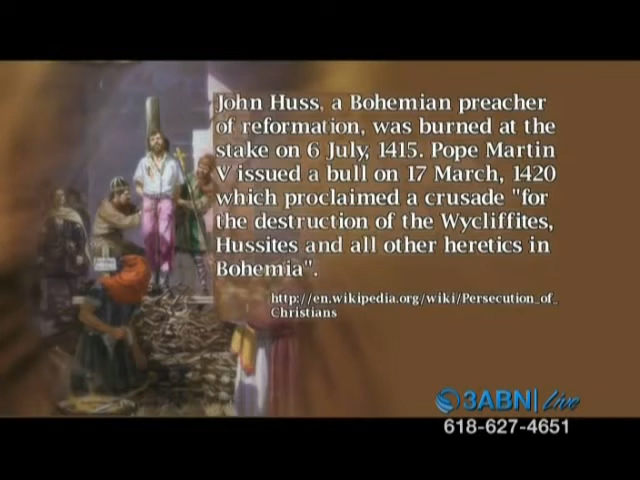 John Huss, a Bohemian preacher
of reformation, was burned at the
stake on 6 July, 1415. Pope Martin
V issued a bull on 17 March, 1420
which proclaimed a crusade "for
the destruction of the Wycliffites,
Hussites and all other heretics in
Bohemia".
http://en.wikipedia.org/wiki/Persecution_of_
Christians
3ABN| Live
618-627-4651